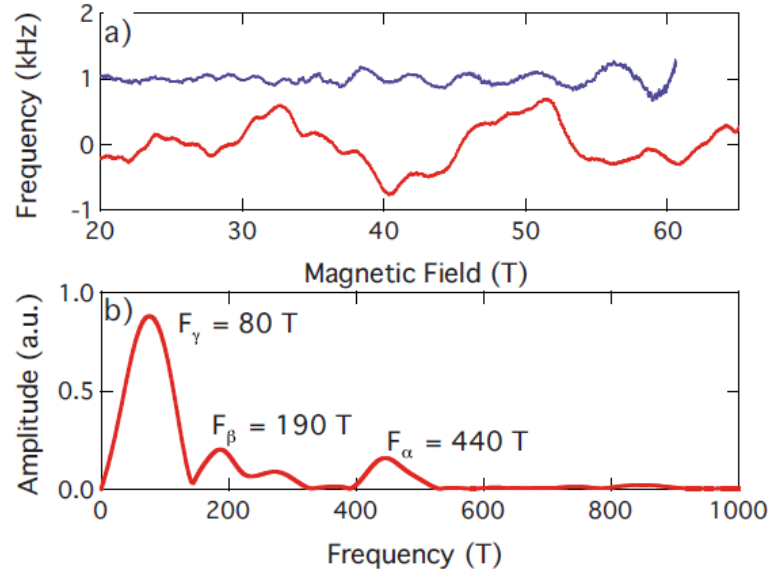 a)
Frequency (kHz)
2
1
0
-1
20 30 40 50 60
Magnetic Field (T)
b)
Amplitude (a.u.)
1.0
0.5
0.0
Fγ = 80 T
Fβ = 190 T
Fα = 440 T
0 200 400 600 800 1000
Frequency (T)